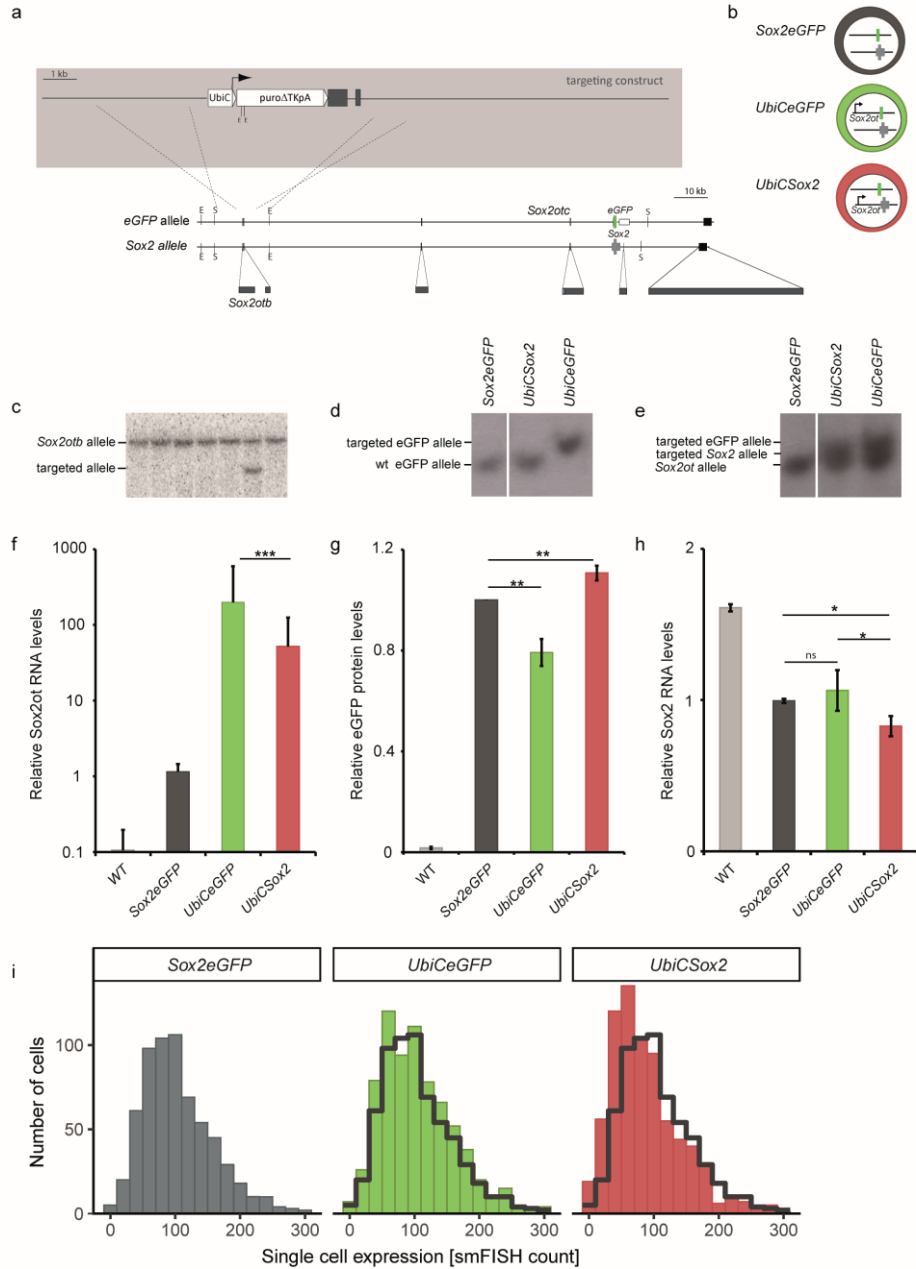 a
b
1 kb
targeting construct
UbiC
puroΔTKpA
E E
10 kb
E S E Sox2otc eGFP S
eGFP allele
Sox2
Sox2 allele
E S E S
Sox2otb
Sox2eGFP
UbiCeGFP
Sox2ot
UbiCSox2
Sox2ot
c
Sox2otb allele
targeted allele
d
Sox2eGFP
UbiCSox2
UbiCeGFP
targeted eGFP allele
wt eGFP allele
e
Sox2eGFP
UbiCSox2
UbiCeGFP
targeted eGFP allele
targeted Sox2 allele
Sox2ot allele
f
Relative Sox2ot RNA levels
1000
100
10
1
0.1
***
WT
Sox2eGFP
UbiCeGFP
UbiCSox2
g
Relative eGFP protein levels
1.2
0.8
0.4
0
**
**
WT
Sox2eGFP
UbiCeGFP
UbiCSox2
h
Relative Sox2 RNA levels
2
1
0
*
*
ns
WT
Sox2eGFP
UbiCeGFP
UbiCSox2
i
Sox2eGFP
UbiCeGFP
UbiCSox2
Number of cells
100
50
0
0 100 200 300
0 100 200 300
0 100 200 300
Single cell expression [smFISH count]